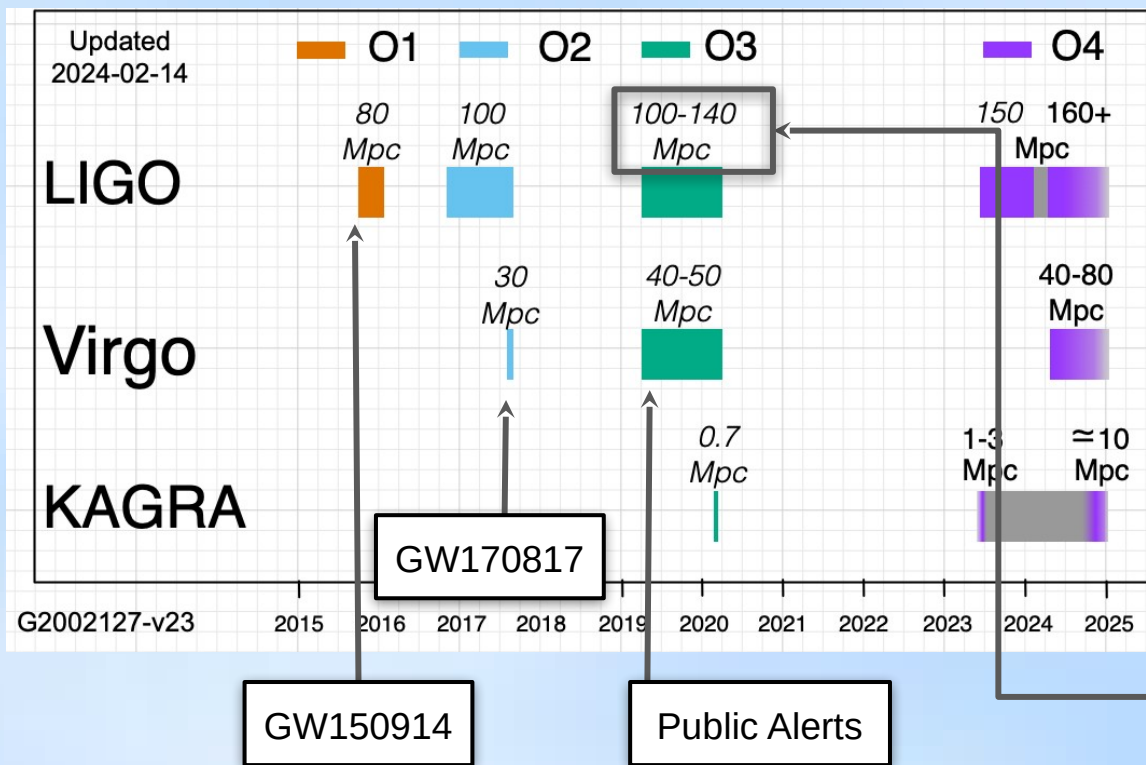 Updated
2024-02-14
O1
O2
O3
O4
80
Mpc
100
Mpc
100-140
Mpc
150 160+
Mpc
LIGO
30
Mpc
40-50
Mpc
40-80
Mpc
Virgo
0.7
Mpc
1-3
Mpc
≃10
Mpc
KAGRA
GW170817
G2002127-v23
2015 2016 2017 2018 2019 2020 2021 2022 2023 2024 2025
GW150914
Public Alerts